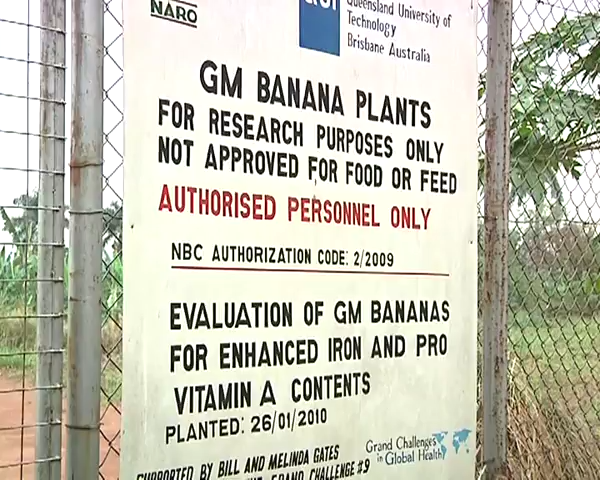 NARO
Queensland University of
Technology
Brisbane Australia
GM BANANA PLANTS
FOR RESEARCH PURPOSES ONLY
NOT APPROVED FOR FOOD OR FEED
AUTHORISED PERSONNEL ONLY
NBC AUTHORIZATION CODE: 2/2009
EVALUATION OF GM BANANAS
FOR ENHANCED IRON AND PRO
VITAMIN A CONTENTS
PLANTED: 26/01/2010
SUPPORTED BY BILL AND MELINDA GATES
GRAND CHALLENGE #9
Grand Challenges
in Global Health